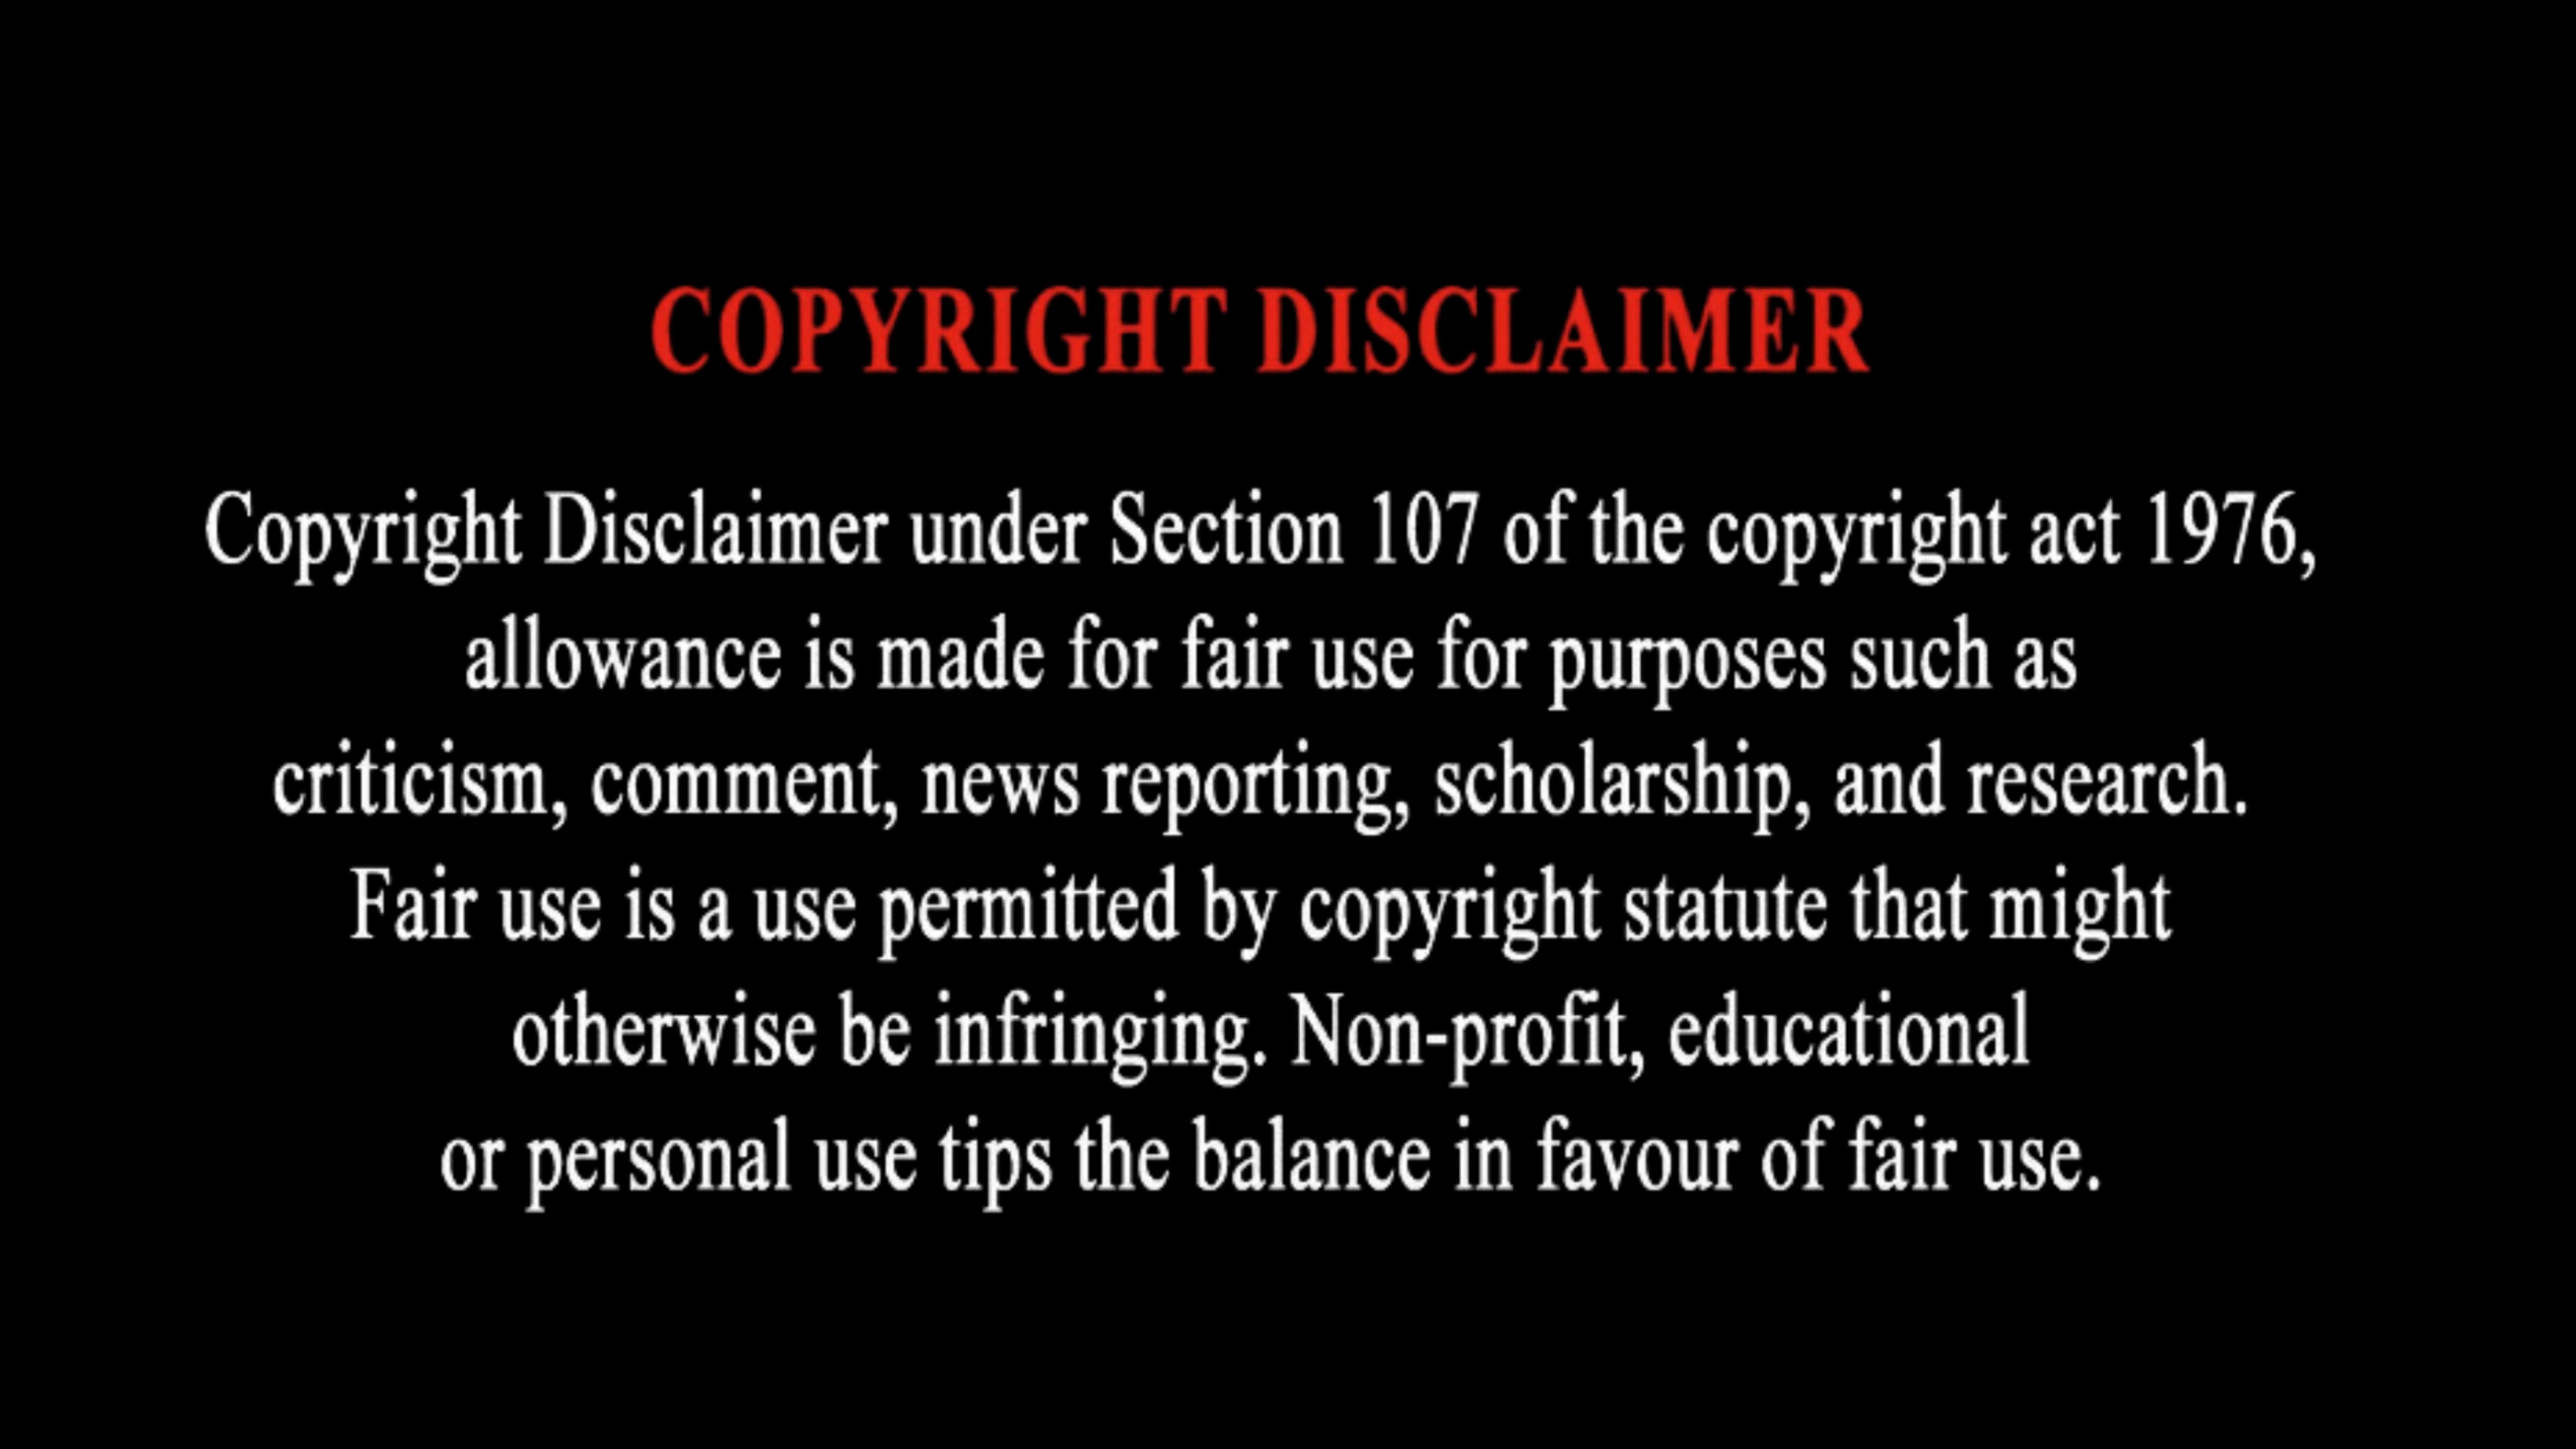 COPYRIGHT DISCLAIMER
Copyright Disclaimer under Section 107 of the copyright act 1976,
allowance is made for fair use for purposes such as
criticism, comment, news reporting, scholarship, and research.
Fair use is a use permitted by copyright statute that might
otherwise be infringing. Non-profit, educational
or personal use tips the balance in favour of fair use.